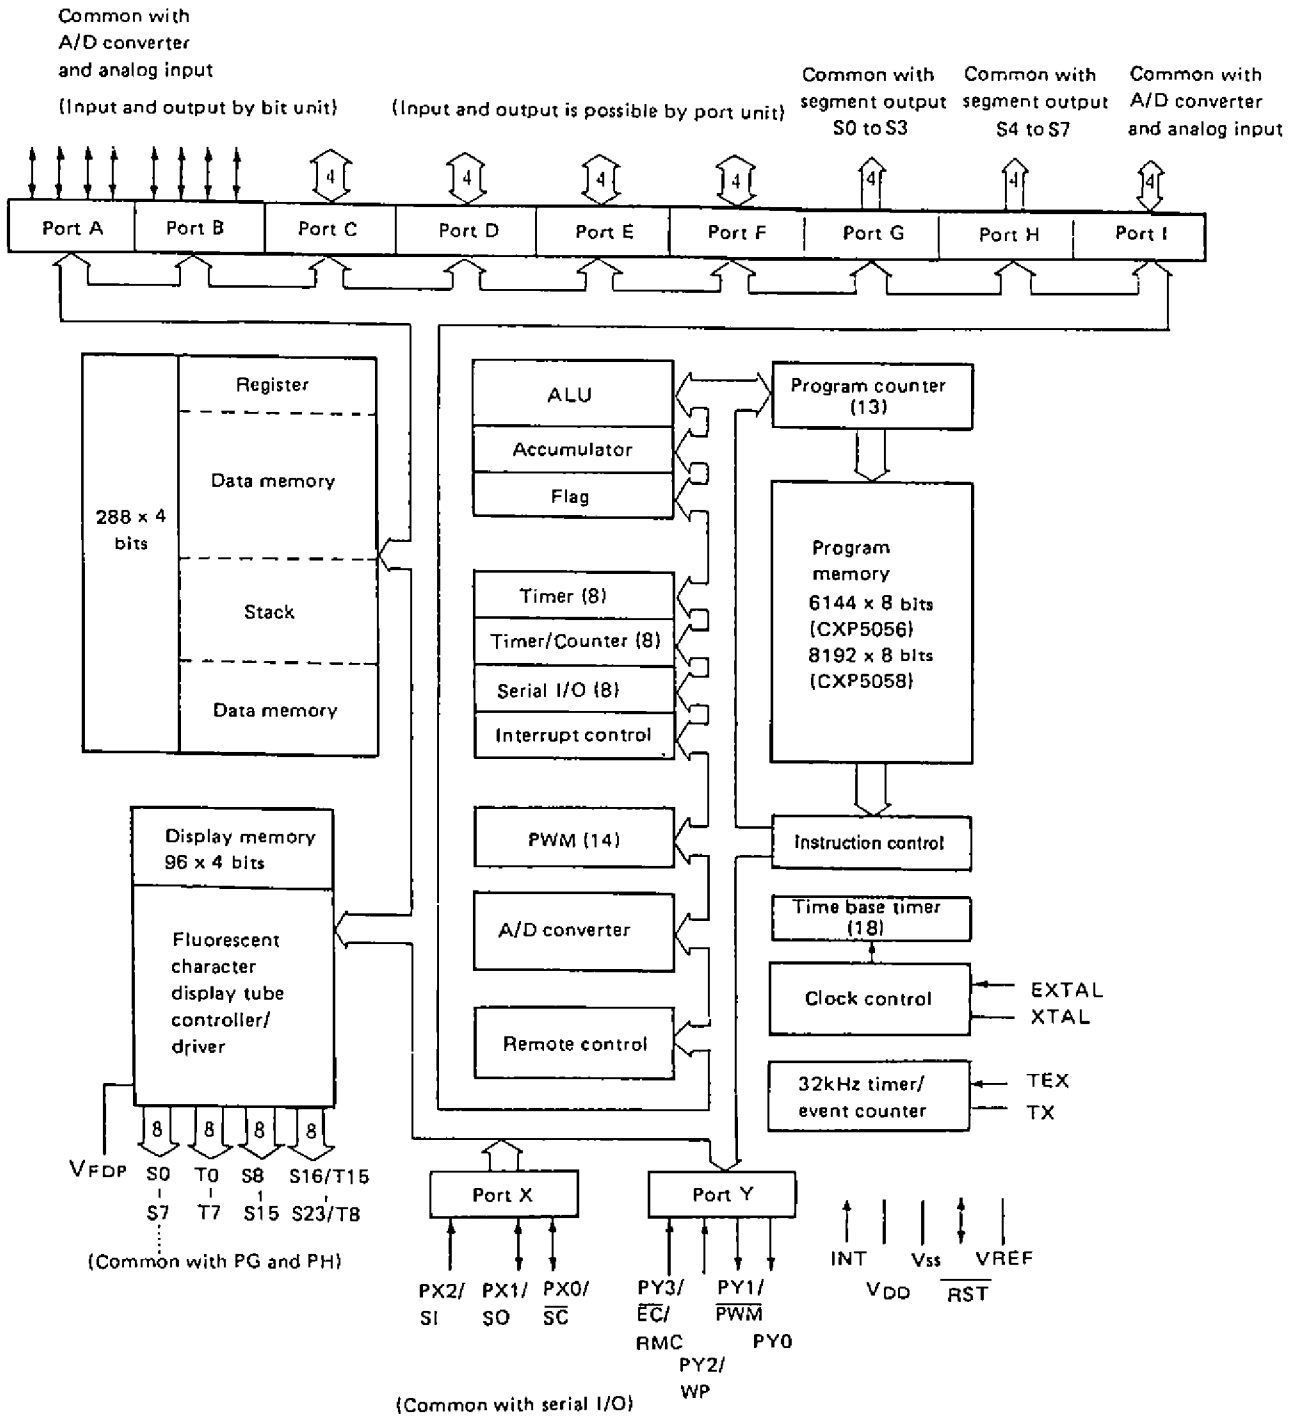 Common with
A/D converter
and analog input
(Input and output by bit unit)
(Input and output is possible by port unit)
Common with
segment output
S0 to S3
Common with
segment output
S4 to S7
Common with
A/D converter
and analog input
4
4
4
4
4
4
4
Port A
Port B
Port C
Port D
Port E
Port F
Port G
Port H
Port I
288 x 4
bits
Register
Data memory
Stack
Data memory
ALU
Accumulator
Flag
Timer (8)
Timer/Counter (8)
Serial I/O (8)
Interrupt control
PWM (14)
A/D converter
Remote control
Program counter
(13)
Program
memory
6144 x 8 bits
(CXP5056)
8192 x 8 bits
(CXP5058)
Instruction control
Time base timer
(18)
Clock control
EXTAL
XTAL
32kHz timer/
event counter
TEX
TX
Display memory
96 x 4 bits
Fluorescent
character
display tube
controller/
driver
8
8
8
8
VFDP
S0
S7
T0
T7
S8
S15
S16/T15
S23/T8
(Common with PG and PH)
Port X
Port Y
PX2/
SI
PX1/
SO
PX0/
SC
PY3/
EC/
RMC
PY2/
WP
PY1/
PWM
PY0
INT
VDD
Vss
RST
VREF
(Common with serial I/O)